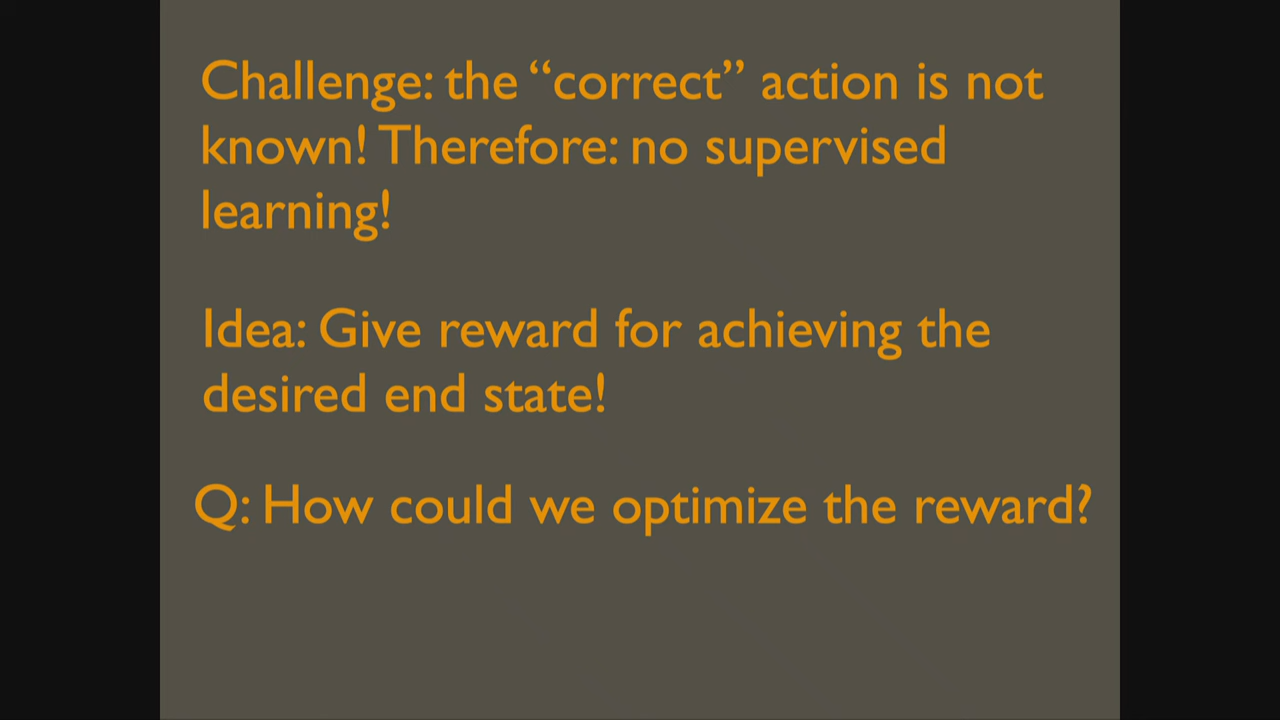 Challenge: the “correct” action is not
known! Therefore: no supervised
learning!
Idea: Give reward for achieving the
desired end state!
Q: How could we optimize the reward?